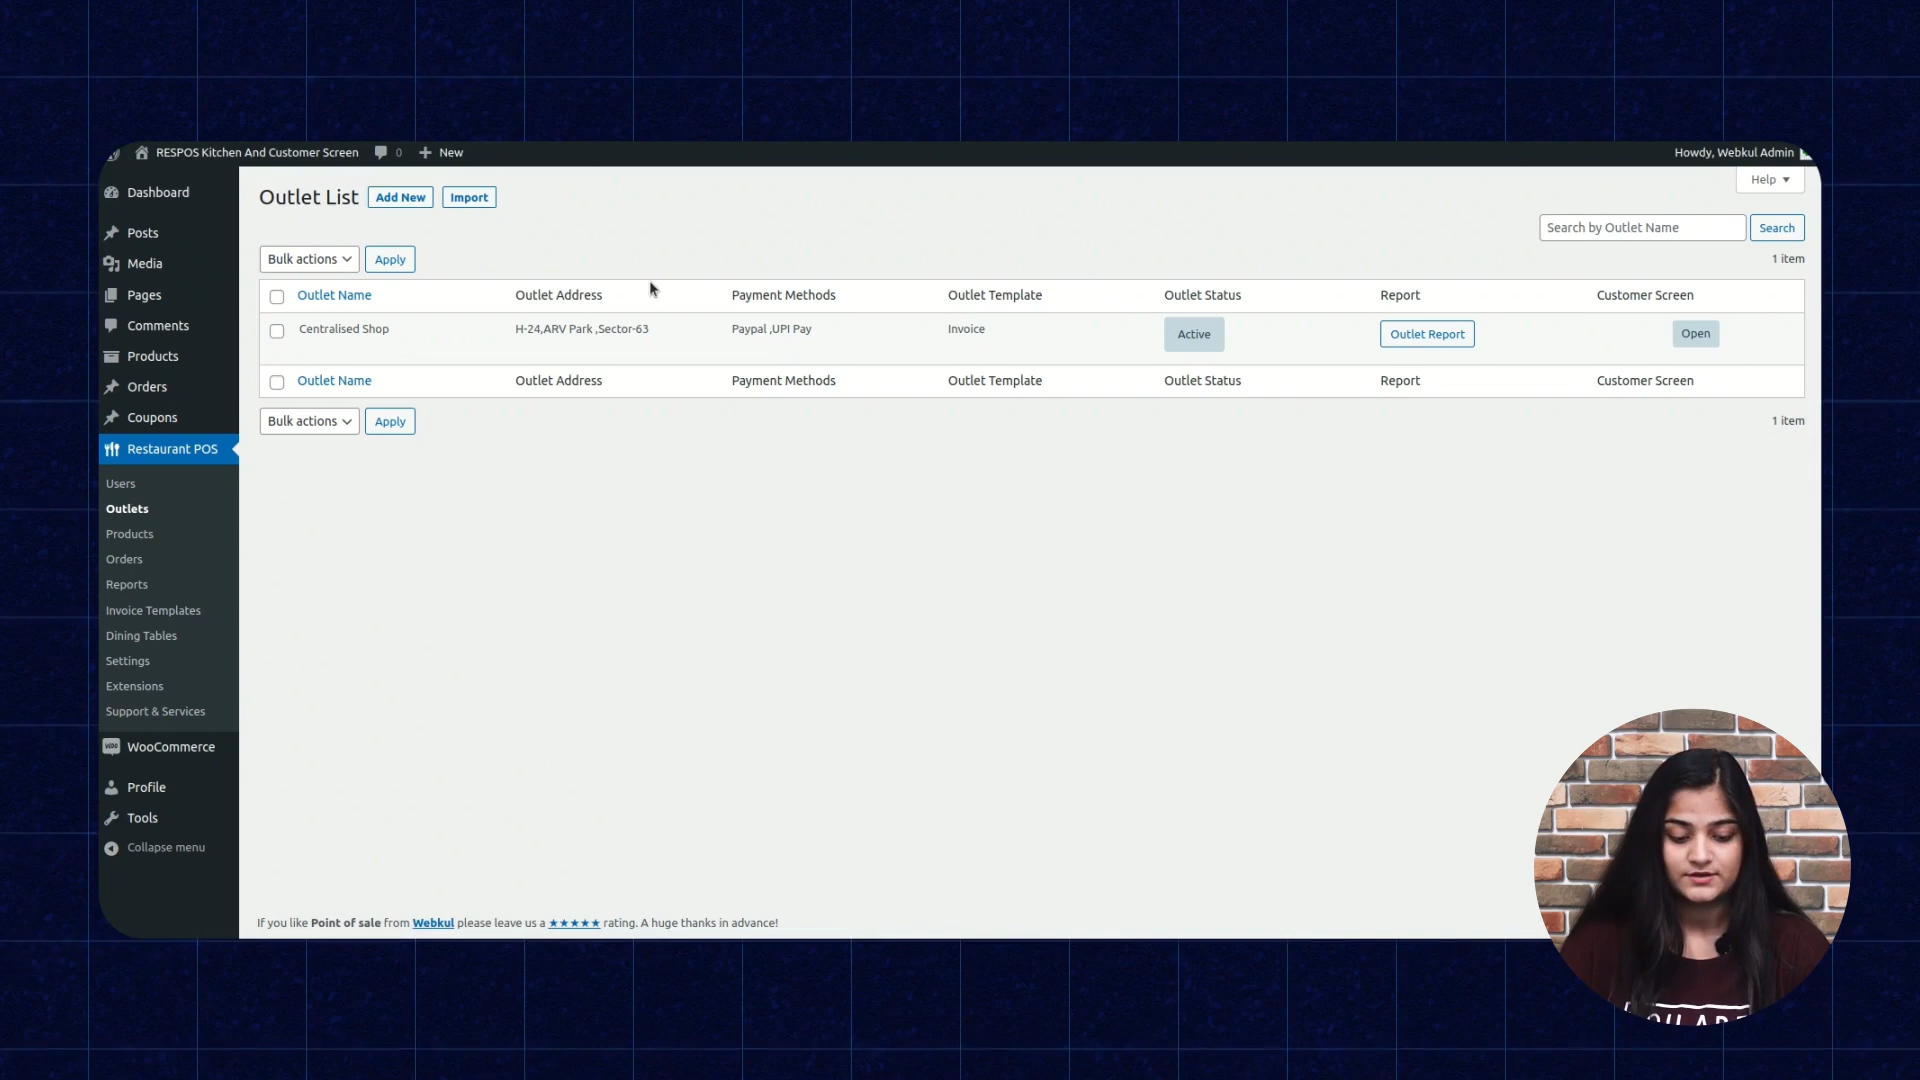 RESPOS Kitchen And Customer Screen 0 New Howdy, Webkul Admin
Dashboard
Posts
Media
Pages
Comments
Products
Orders
Coupons
Restaurant POS
Users
Outlets
Products
Orders
Reports
Invoice Templates
Dining Tables
Settings
Extensions
Support & Services
WooCommerce
Profile
Tools
Collapse menu
Help
Outlet List Add New Import
Search by Outlet Name Search
Bulk actions Apply 1 item
Outlet Name Outlet Address Payment Methods Outlet Template Outlet Status Report Customer Screen
Centralised Shop H-24,ARV Park ,Sector-63 Paypal ,UPI Pay Invoice Active Outlet Report Open
Outlet Name Outlet Address Payment Methods Outlet Template Outlet Status Report Customer Screen
Bulk actions Apply 1 item
If you like Point of sale from Webkul please leave us a ★★★★★ rating. A huge thanks in advance!